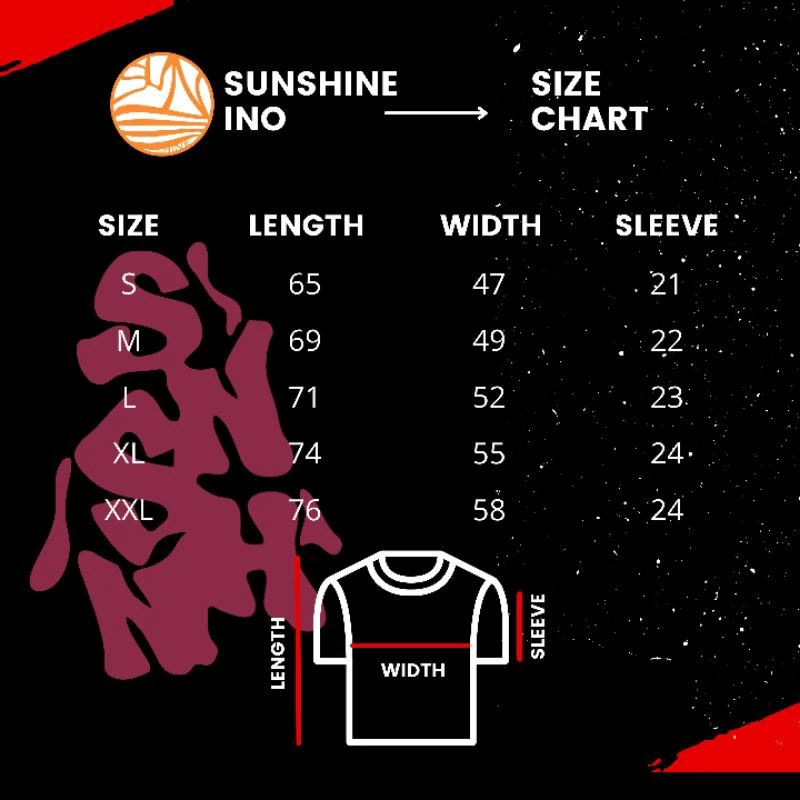 SUNSHINE
INO
SIZE
CHART
SIZE LENGTH WIDTH SLEEVE
S 65 47 21
M 69 49 22
L 71 52 23
XL 74 55 24
XXL 76 58 24
LENGTH
WIDTH
SLEEVE